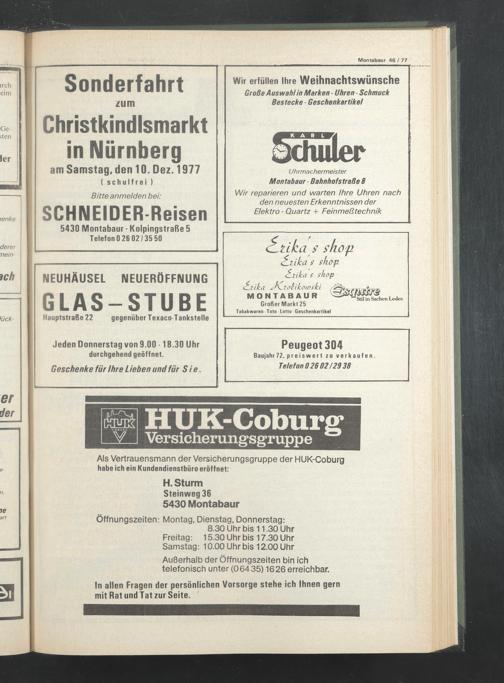 Montabaur 46 / 77
Sonderfahrt
zum
Christkindlsmarkt
in Nürnberg
am Samstag, den 10. Dez. 1977
( schulfrei )
Bitte anmelden bei:
SCHNEIDER-Reisen
5430 Montabaur · Kolpingstraße 5
Telefon 0 26 02 / 35 50
NEUHÄUSEL NEUERÖFFNUNG
GLAS – STUBE
Hauptstraße 22 gegenüber Texaco-Tankstelle
Jeden Donnerstag von 9.00 - 18.30 Uhr
durchgehend geöffnet.
Geschenke für Ihre Lieben und für Sie.
Wir erfüllen Ihre Weihnachtswünsche
Große Auswahl in Marken - Uhren - Schmuck
Bestecke - Geschenkartikel
KARL
Schuler
Uhrmachermeister
Montabaur - Bahnhofstraße 8
Wir reparieren und warten Ihre Uhren nach
den neuesten Erkenntnissen der
Elektro - Quartz + Feinmeßtechnik
Erika's shop
Erika's shop
Erika's shop
Erika Krolikowski
MONTABAUR
Großer Markt 25
Tabakwaren · Toto · Lotto · Geschenkartikel
Esquire
Stil in Sachen Leder
Peugeot 304
Baujahr 72, preiswert zu verkaufen.
Telefon 0 26 02 / 29 38
HUK
HUK-Coburg
Versicherungsgruppe
Als Vertrauensmann der Versicherungsgruppe der HUK-Coburg
habe ich ein Kundendienstbüro eröffnet:
H. Sturm
Steinweg 36
5430 Montabaur
Öffnungszeiten: Montag, Dienstag, Donnerstag:
8.30 Uhr bis 11.30 Uhr
Freitag: 15.30 Uhr bis 17.30 Uhr
Samstag: 10.00 Uhr bis 12.00 Uhr
Außerhalb der Öffnungszeiten bin ich
telefonisch unter (0 64 35) 16 26 erreichbar.
In allen Fragen der persönlichen Vorsorge stehe ich Ihnen gern
mit Rat und Tat zur Seite.